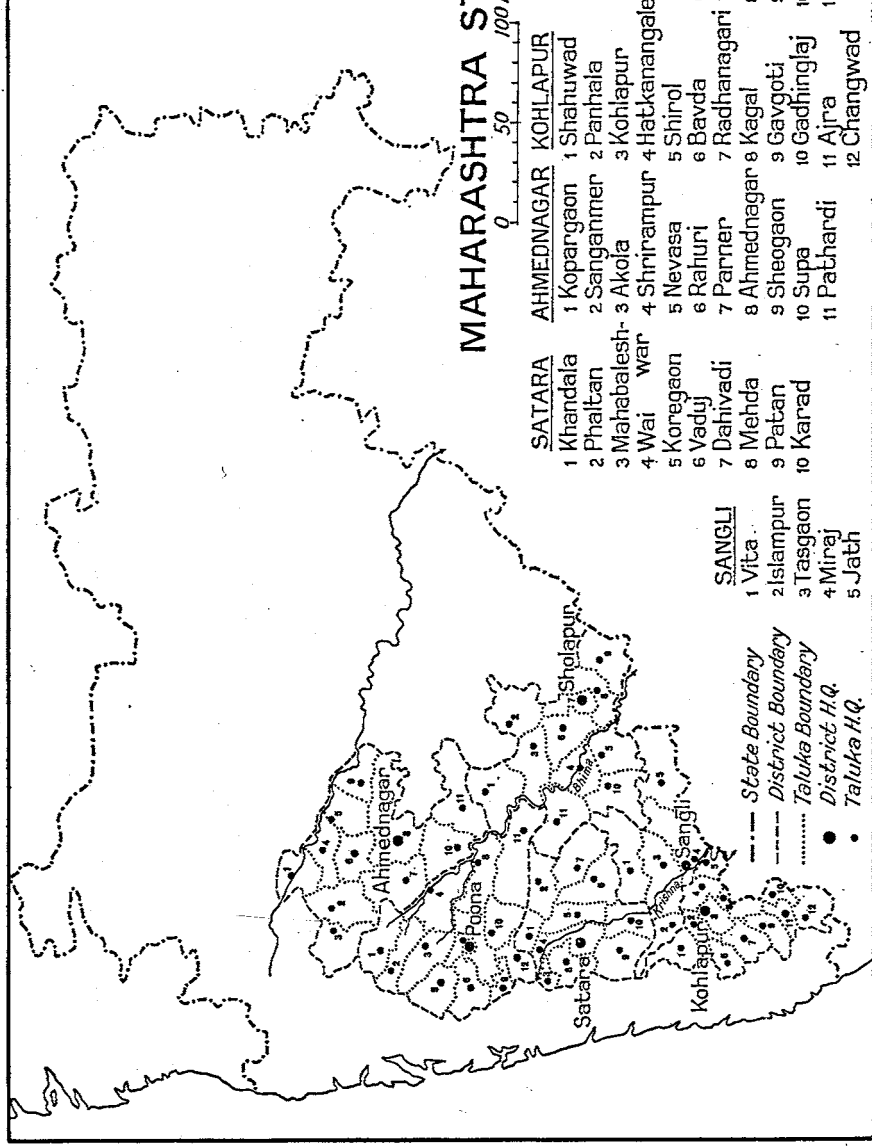 MAHARASHTRA S
0 50 100
SATARA
1 Khandala
2 Phaltan
3 Mahabalesh-
war
4 Wai
5 Koregaon
6 Vaduj
7 Dahivadi
8 Mehda
9 Patan
10 Karad
AHMEDNAGAR
1 Kopargaon
2 Sanganmer
3 Akola
4 Shrirampur
5 Nevasa
6 Rahuri
7 Parner
8 Ahmednagar
9 Sheogaon
10 Supa
11 Pathardi
KOHLAPUR
1 Shahuwad
2 Panhala
3 Kohlapur
4 Hatkanangale
5 Shirol
6 Bavda
7 Radhanagari
8 Kagal
9 Gavgoti
10 Gadhinglaj
11 Ajra
12 Changwad
SANGLI
1 Vita
2 Islampur
3 Tasgaon
4 Miraj
5 Jath
State Boundary
District Boundary
Taluka Boundary
District H.Q.
Taluka H.Q.
Ahmednagar
Poona
Sholapur
Satara
Sangli
Kohlapur
Bhima
Krishna